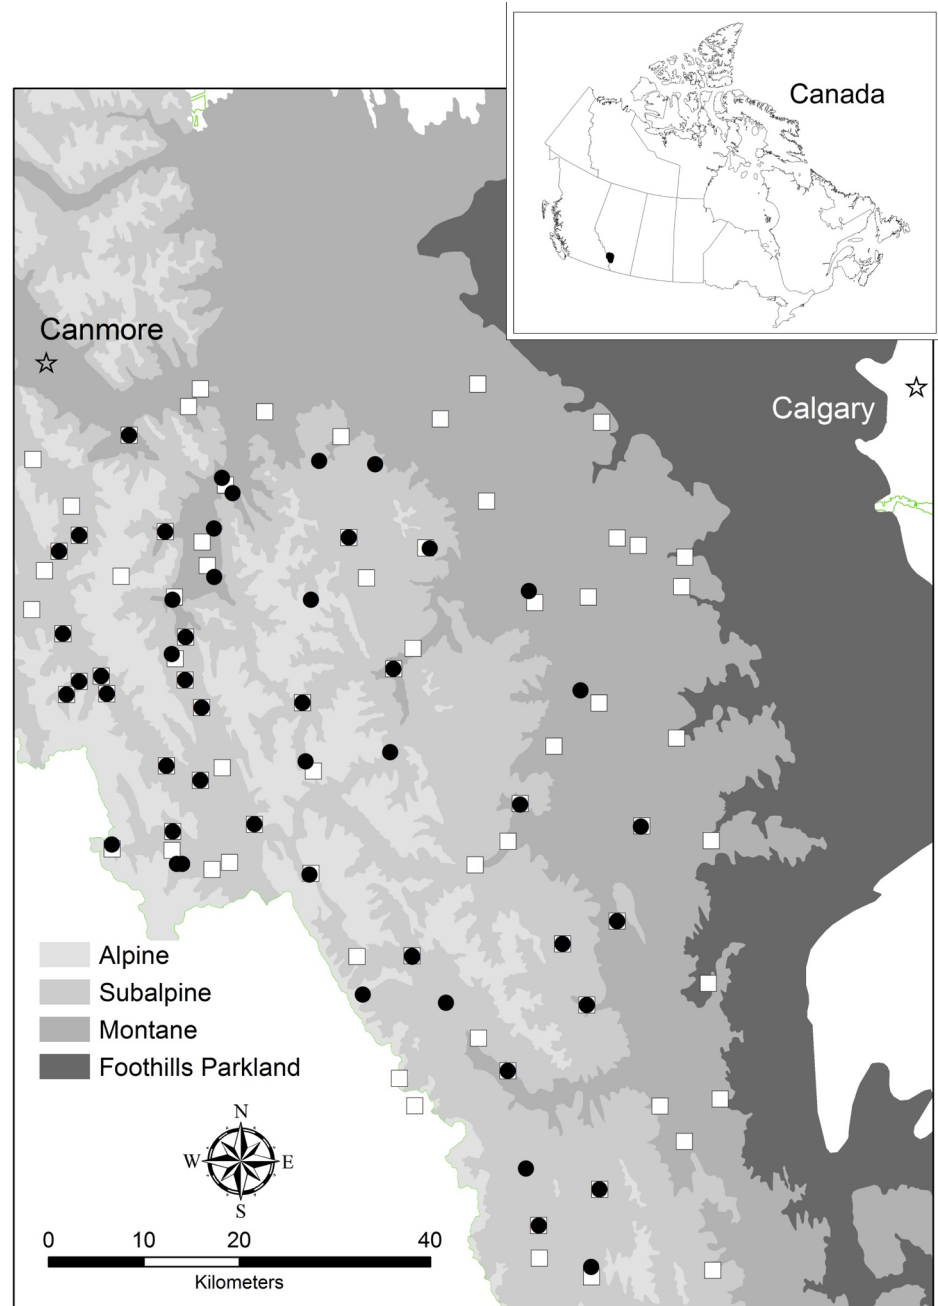 Canada
Canmore
Calgary
Alpine
Subalpine
Montane
Foothills Parkland
N
W E
S
0 10 20 40
Kilometers